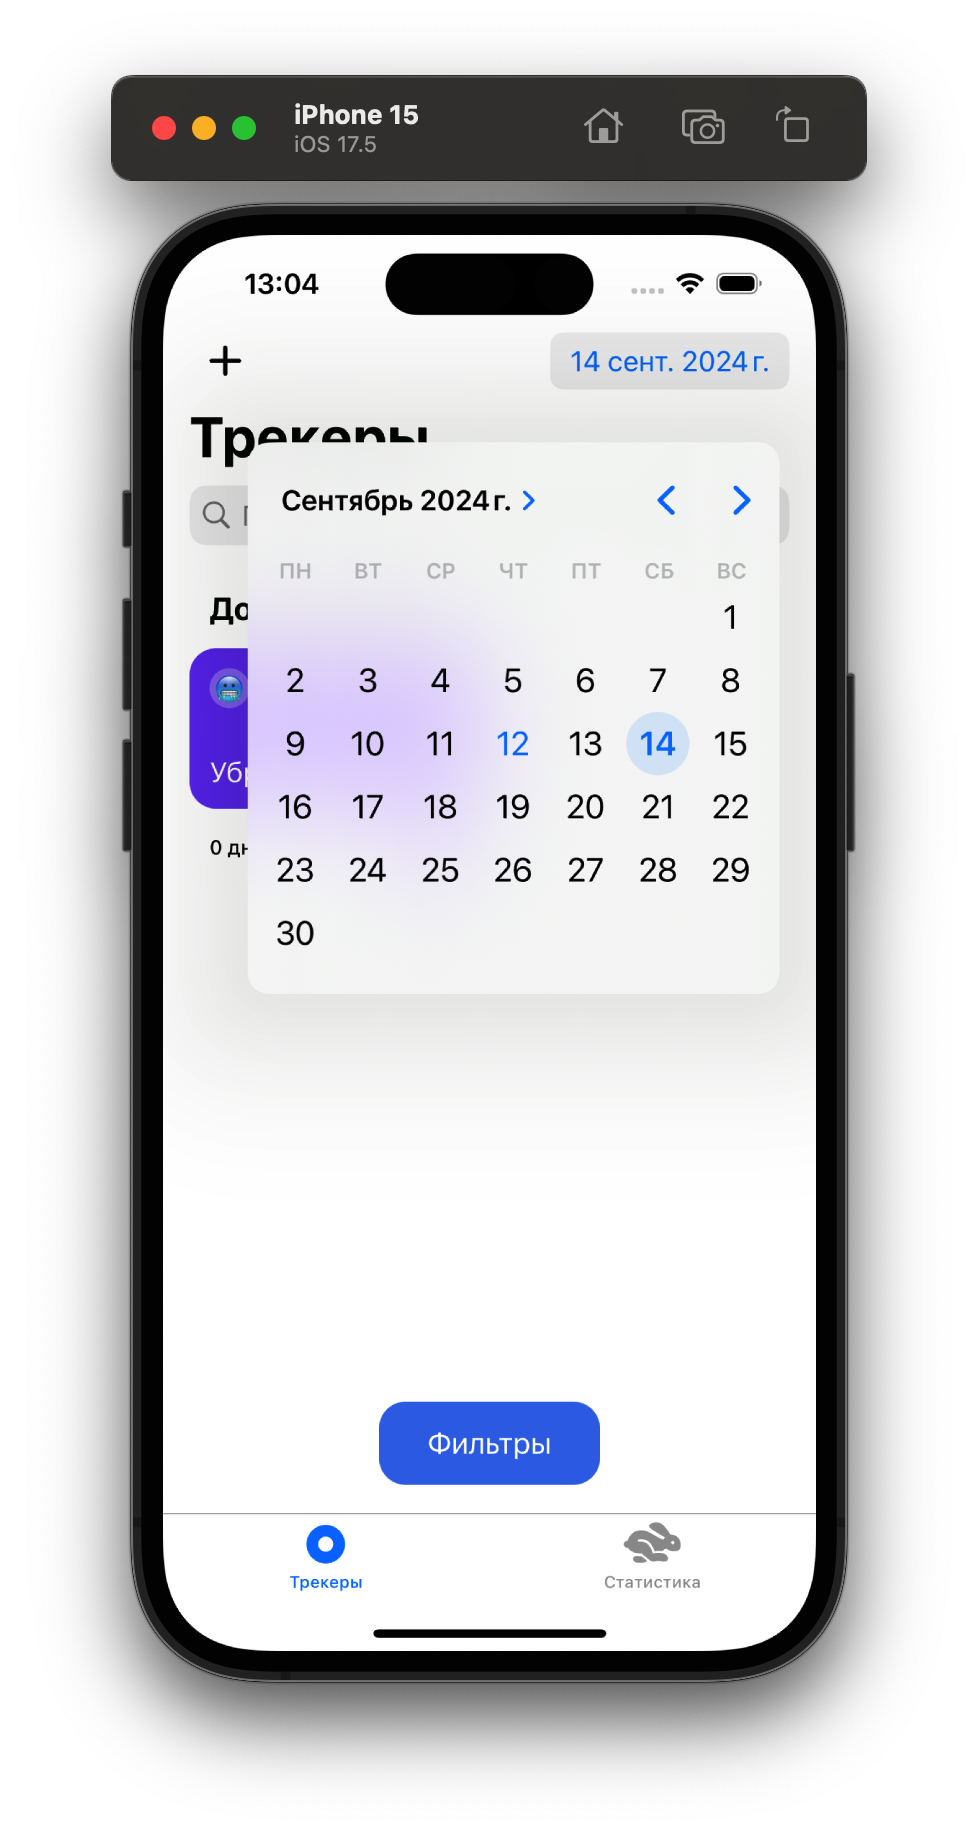 iPhone 15
iOS 17.5
13:04
14 сент. 2024 г.
Трекеры
Сентябрь 2024 г.
ПН ВТ СР ЧТ ПТ СБ ВС
До
1
2 3 4 5 6 7 8
9 10 11 12 13 14 15
Убр
16 17 18 19 20 21 22
0 дн
23 24 25 26 27 28 29
30
Фильтры
Трекеры
Статистика